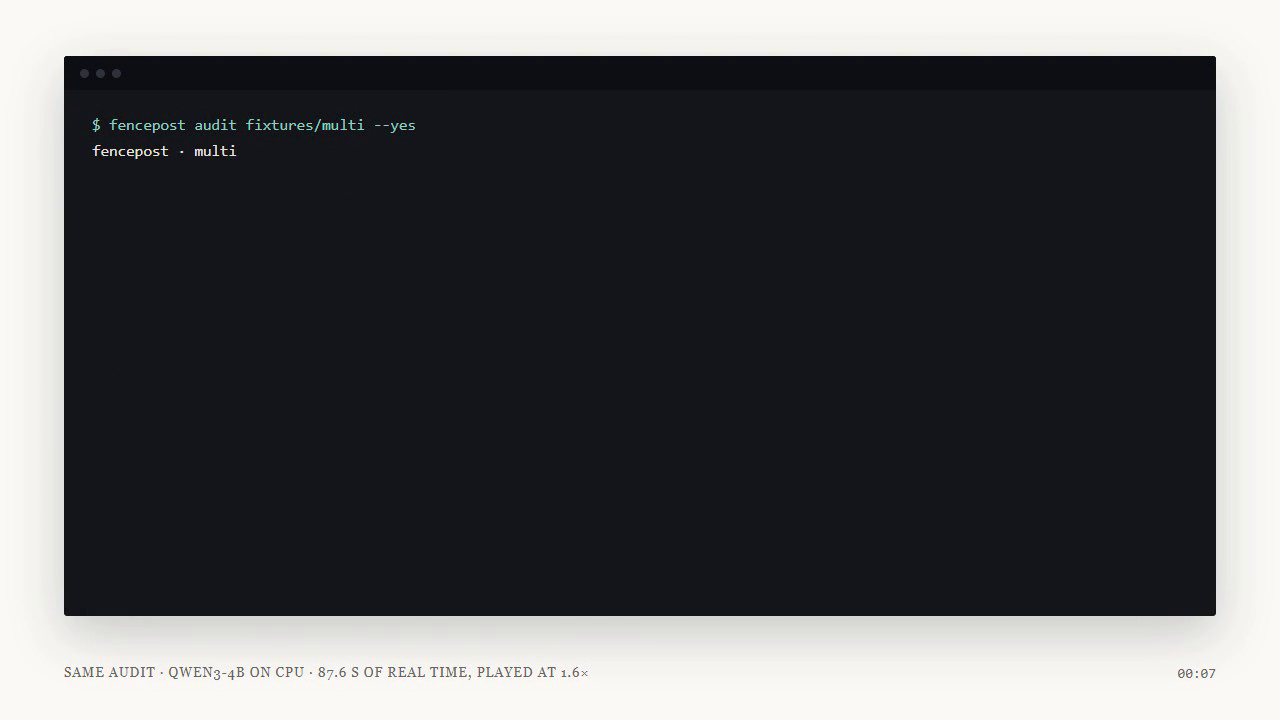 $ fencepost audit fixtures/multi --yes
fencepost · multi
SAME AUDIT · QWEN3-4B ON CPU · 87.6 S OF REAL TIME, PLAYED AT 1.6×
00:07